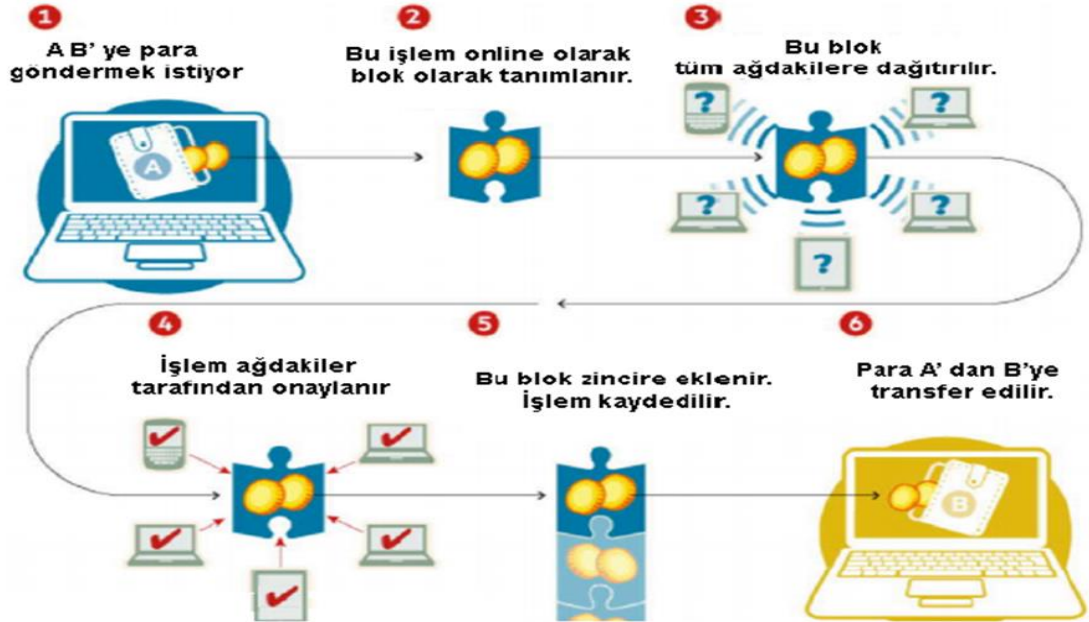 1
A B' ye para
göndermek istiyor
A
2
Bu işlem online olarak
blok olarak tanımlanır.
3
Bu blok
tüm ağdakilere dağıtırılır.
?
?
?
?
?
4
İşlem ağdakiler
tarafından onaylanır
5
Bu blok zincire eklenir.
İşlem kaydedilir.
6
Para A' dan B'ye
transfer edilir.
B